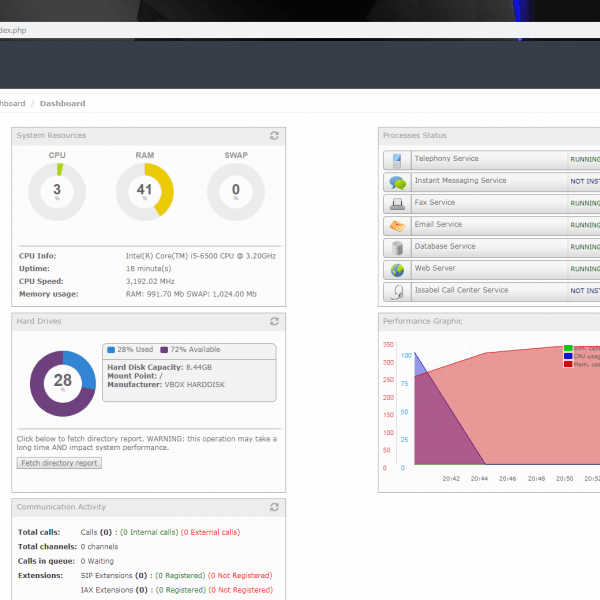 dex.php
hboard / Dashboard
System Resources
CPU RAM SWAP
3 % 41 % 0 %
CPU Info: Intel(R) Core(TM) i5-6500 CPU @ 3.20GHz
Uptime: 18 minute(s)
CPU Speed: 3,192.02 MHz
Memory usage: RAM: 991.70 Mb SWAP: 1,024.00 Mb
Hard Drives
28 %
28% Used 72% Available
Hard Disk Capacity: 8.44GB
Mount Point: /
Manufacturer: VBOX HARDDISK
Click below to fetch directory report. WARNING: this operation may take a
long time AND impact system performance.
Fetch directory report
Communication Activity
Total calls: Calls (0) : (0 Internal calls) (0 External calls)
Total channels: 0 channels
Calls in queue: 0 Waiting
Extensions: SIP Extensions (0) : (0 Registered) (0 Not Registered)
IAX Extensions (0) : (0 Registered) (0 Not Registered)
Processes Status
Telephony Service RUNNING
Instant Messaging Service NOT INST
Fax Service RUNNING
Email Service RUNNING
Database Service RUNNING
Web Server RUNNING
Issabel Call Center Service NOT INST
Performance Graphic
350
300
250
200
150
100
50
0
100
75
50
25
0
CPU usag
Mem. usa
20:42 20:44 20:46 20:48 20:50 20:52